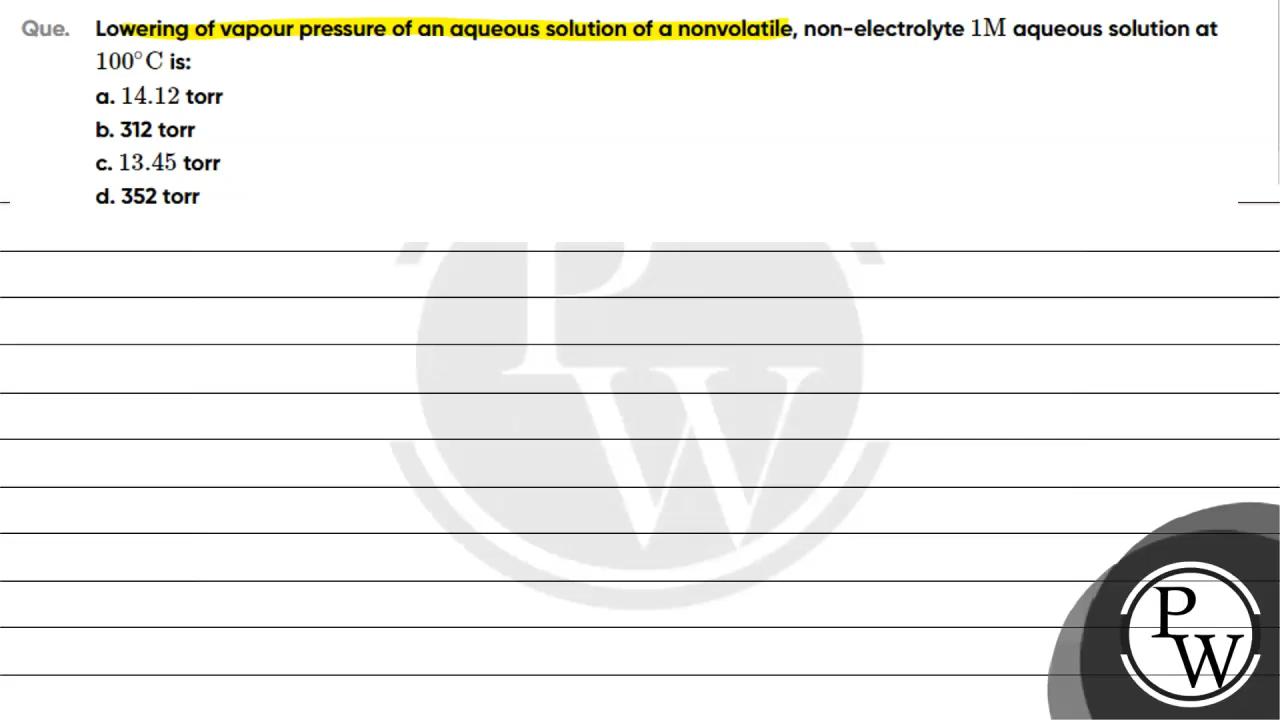 Que. Lowering of vapour pressure of an aqueous solution of a nonvolatile, non-electrolyte 1M aqueous solution at
100°C is:
a. 14.12 torr
b. 312 torr
c. 13.45 torr
d. 352 torr
P
W
P
W